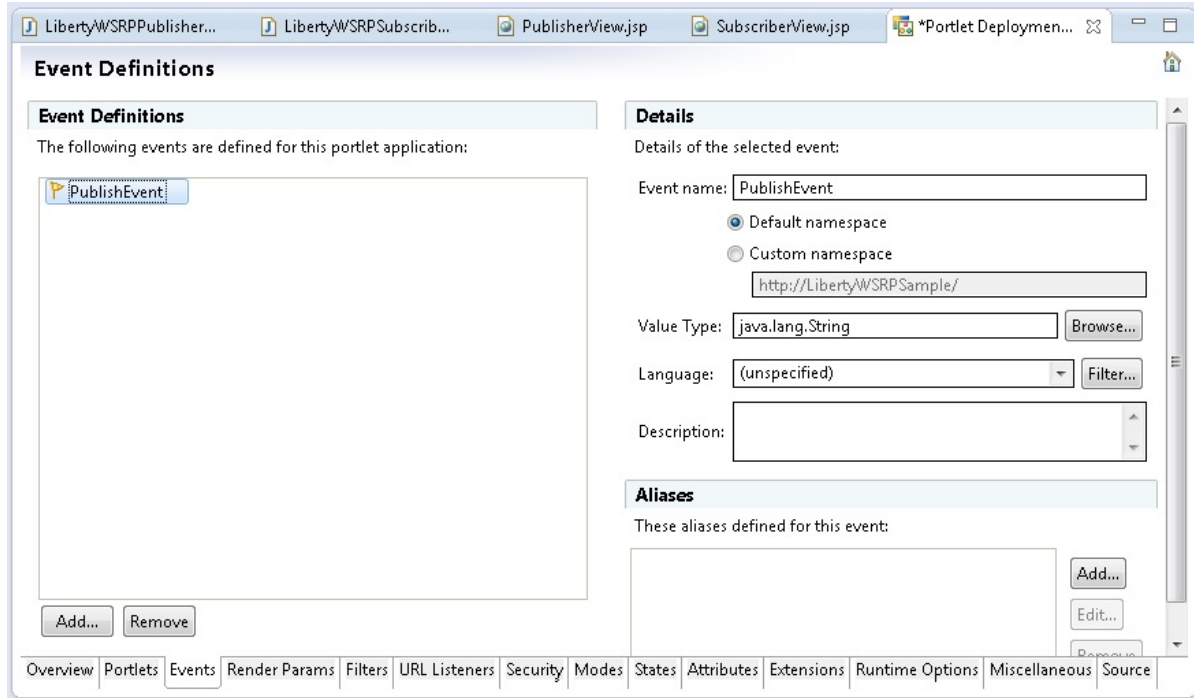 LibertyWSRPPublisher... LibertyWSRPSubscrib... PublisherView.jsp SubscriberView.jsp *Portlet Deploymen...
Event Definitions
Event Definitions
The following events are defined for this portlet application:
PublishEvent
Add... Remove
Details
Details of the selected event:
Event name: PublishEvent
Default namespace
Custom namespace
http://LibertyWSRPSample/
Value Type: java.lang.String Browse...
Language: (unspecified) Filter...
Description:
Aliases
These aliases defined for this event:
Add...
Edit...
Remove
Overview Portlets Events Render Params Filters URL Listeners Security Modes States Attributes Extensions Runtime Options Miscellaneous Source